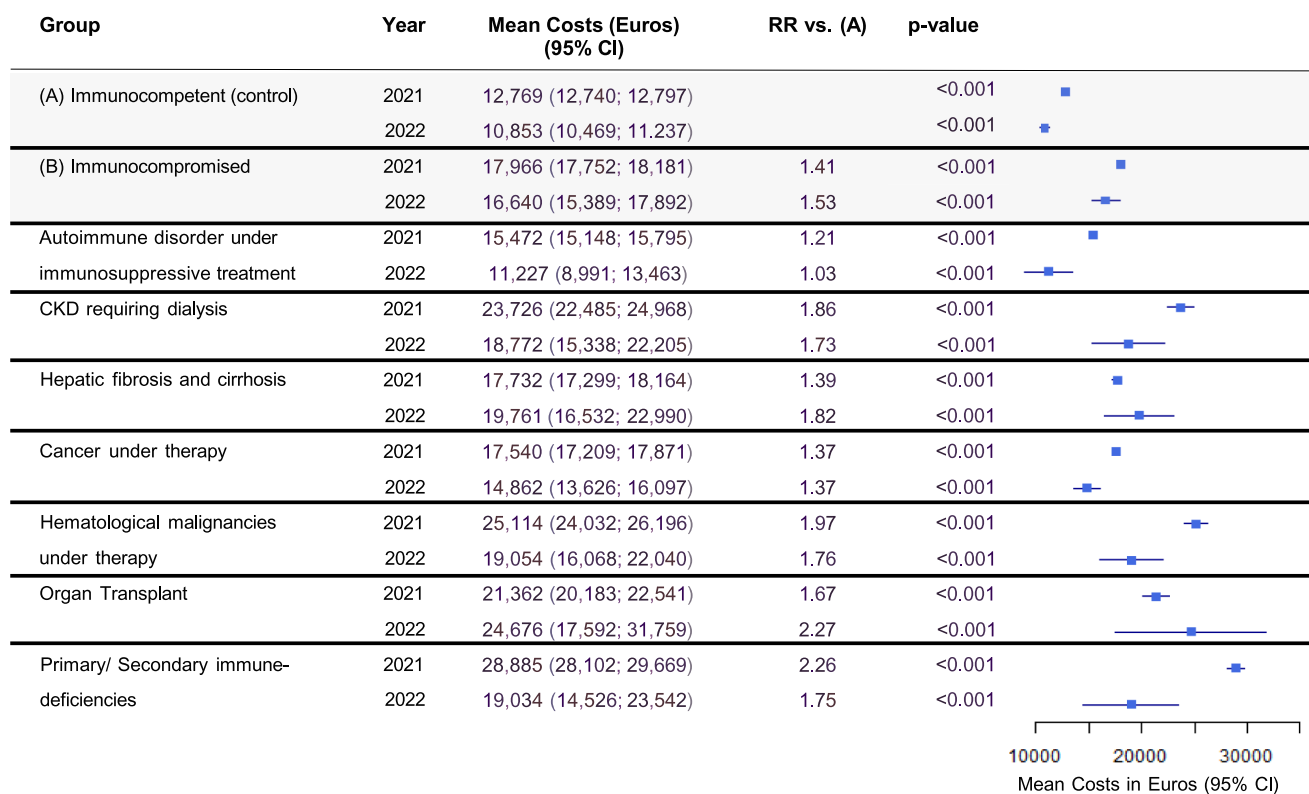 Group Year Mean Costs (Euros) RR vs. (A) p-value
(95% CI)
(A) Immunocompetent (control) 2021 12,769 (12,740; 12,797) <0.001
2022 10,853 (10,469; 11.237) <0.001
(B) Immunocompromised 2021 17,966 (17,752; 18,181) 1.41 <0.001
2022 16,640 (15,389; 17,892) 1.53 <0.001
Autoimmune disorder under 2021 15,472 (15,148; 15,795) 1.21 <0.001
immunosuppressive treatment 2022 11,227 (8,991; 13,463) 1.03 <0.001
CKD requiring dialysis 2021 23,726 (22,485; 24,968) 1.86 <0.001
2022 18,772 (15,338; 22,205) 1.73 <0.001
Hepatic fibrosis and cirrhosis 2021 17,732 (17,299; 18,164) 1.39 <0.001
2022 19,761 (16,532; 22,990) 1.82 <0.001
Cancer under therapy 2021 17,540 (17,209; 17,871) 1.37 <0.001
2022 14,862 (13,626; 16,097) 1.37 <0.001
Hematological malignancies 2021 25,114 (24,032; 26,196) 1.97 <0.001
under therapy 2022 19,054 (16,068; 22,040) 1.76 <0.001
Organ Transplant 2021 21,362 (20,183; 22,541) 1.67 <0.001
2022 24,676 (17,592; 31,759) 2.27 <0.001
Primary/ Secondary immune- 2021 28,885 (28,102; 29,669) 2.26 <0.001
deficiencies 2022 19,034 (14,526; 23,542) 1.75 <0.001
10000 20000 30000
Mean Costs in Euros (95% CI)